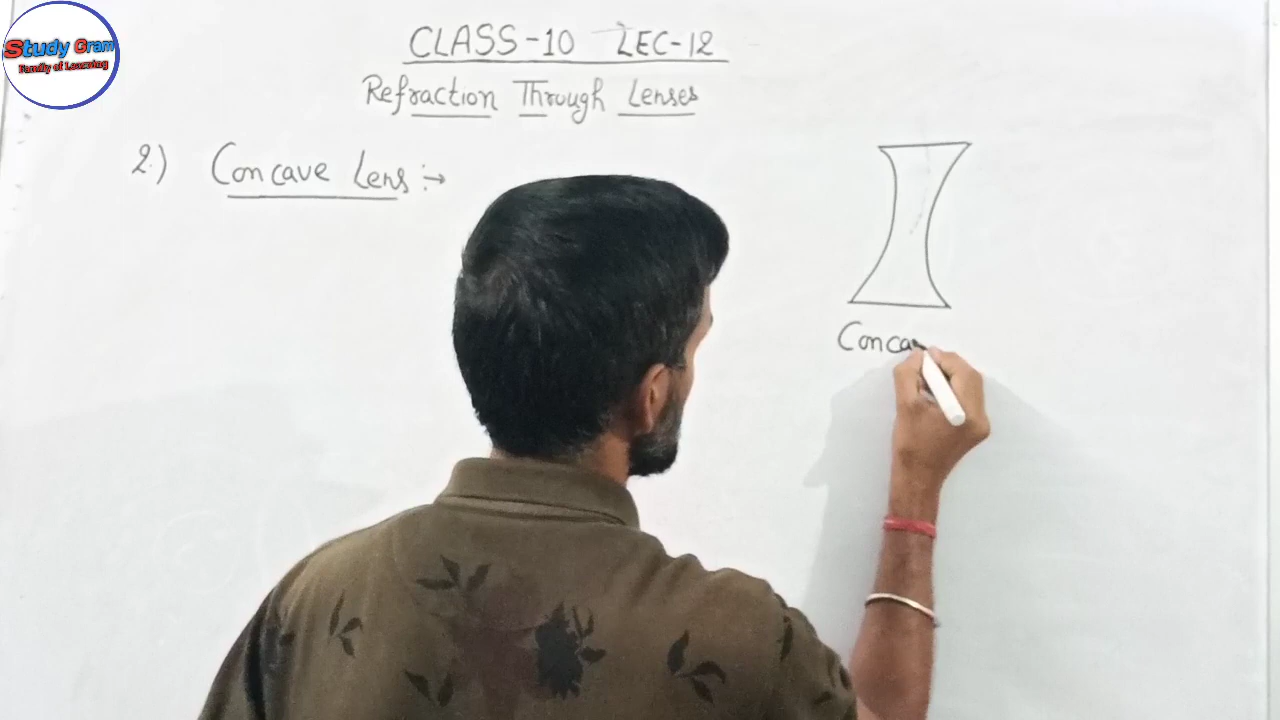 Study Gram
Family of Learning
CLASS-10 LEC-12
Refraction Through Lenses
2.) Concave Lens :→
Conca